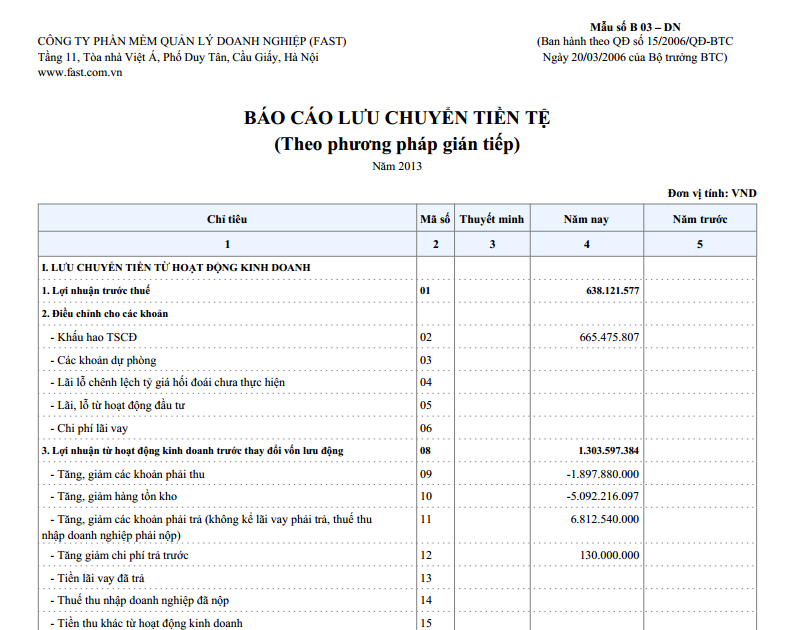 CÔNG TY PHẦN MỀM QUẢN LÝ DOANH NGHIỆP (FAST)
Tầng 11, Tòa nhà Việt Á, Phố Duy Tân, Cầu Giấy, Hà Nội
www.fast.com.vn
Mẫu số B 03 – DN
(Ban hành theo QĐ số 15/2006/QĐ-BTC
Ngày 20/03/2006 của Bộ trưởng BTC)
BÁO CÁO LƯU CHUYỂN TIỀN TỆ
(Theo phương pháp gián tiếp)
Năm 2013
Đơn vị tính: VND
Chỉ tiêu Mã số Thuyết minh Năm nay Năm trước
1 2 3 4 5
I. LƯU CHUYỂN TIỀN TỪ HOẠT ĐỘNG KINH DOANH
1. Lợi nhuận trước thuế 01 638.121.577
2. Điều chỉnh cho các khoản
- Khấu hao TSCĐ 02 665.475.807
- Các khoản dự phòng 03
- Lãi lỗ chênh lệch tỷ giá hối đoái chưa thực hiện 04
- Lãi, lỗ từ hoạt động đầu tư 05
- Chi phí lãi vay 06
3. Lợi nhuận từ hoạt động kinh doanh trước thay đổi vốn lưu động 08 1.303.597.384
- Tăng, giảm các khoản phải thu 09 -1.897.880.000
- Tăng, giảm hàng tồn kho 10 -5.092.216.097
- Tăng, giảm các khoản phải trả (không kể lãi vay phải trả, thuế thu 11 6.812.540.000
nhập doanh nghiệp phải nộp)
- Tăng giảm chi phí trả trước 12 130.000.000
- Tiền lãi vay đã trả 13
- Thuế thu nhập doanh nghiệp đã nộp 14
- Tiền thu khác từ hoạt động kinh doanh 15